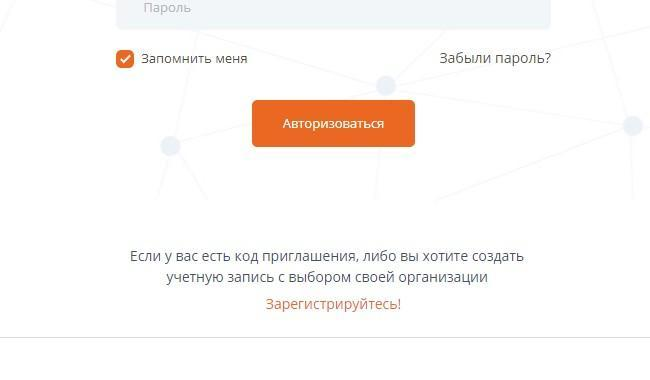 Пароль
Запомнить меня
Забыли пароль?
Авторизоваться
Если у вас есть код приглашения, либо вы хотите создать
учетную запись с выбором своей организации
Зарегистрируйтесь!